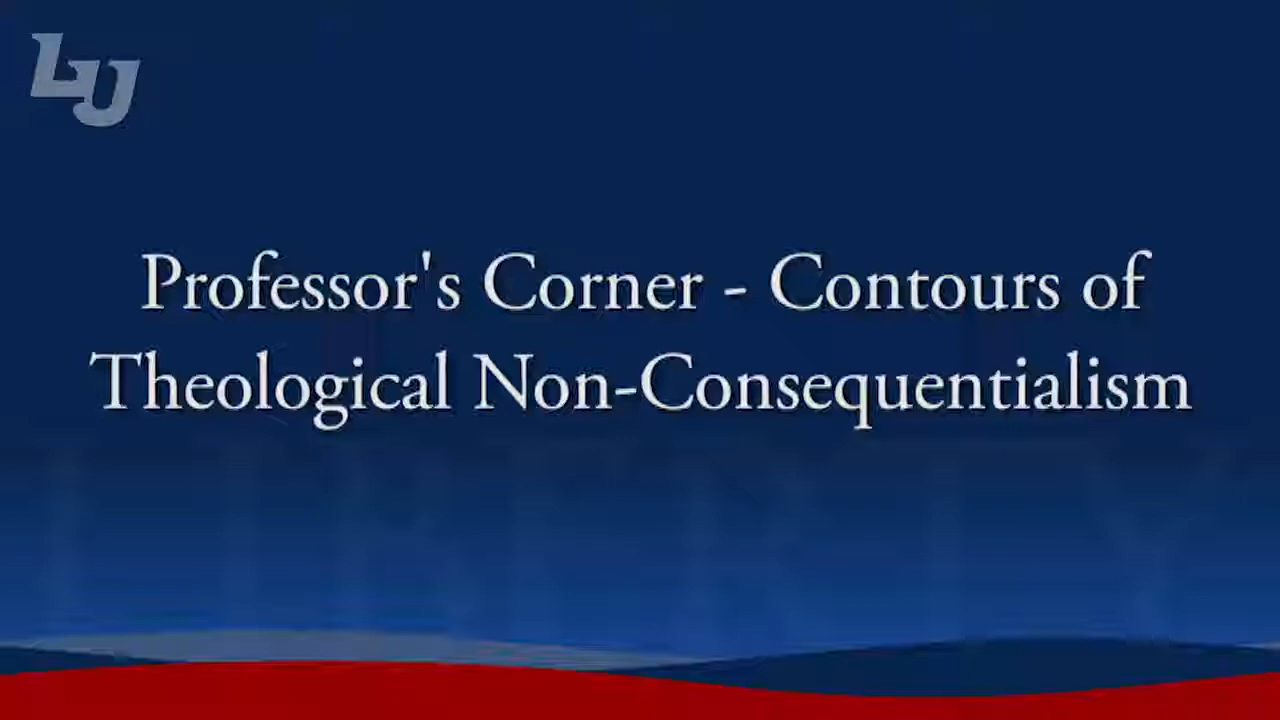 LU
Professor's Corner - Contours of
Theological Non-Consequentialism